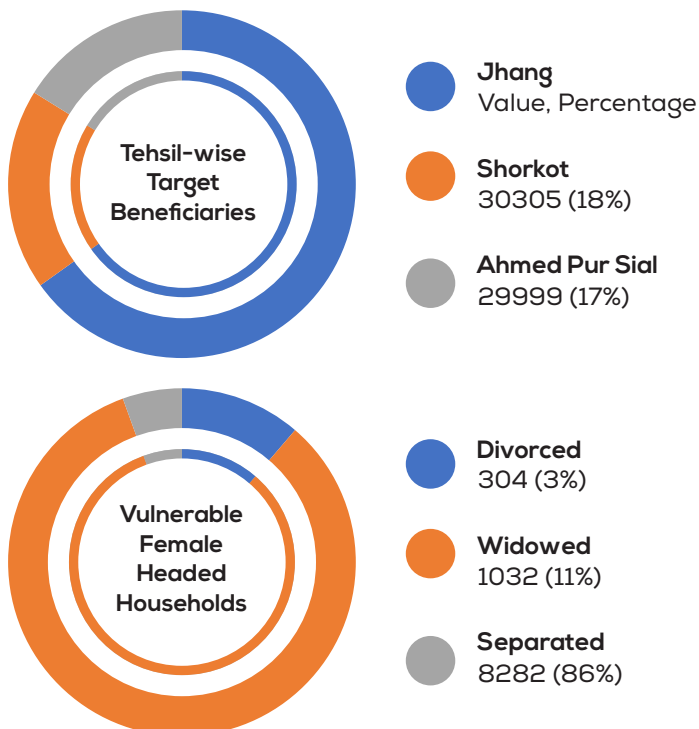 Tehsil-wise
Target
Beneficiaries
Jhang
Value, Percentage
Shorkot
30305 (18%)
Ahmed Pur Sial
29999 (17%)
Vulnerable
Female
Headed
Households
Divorced
304 (3%)
Widowed
1032 (11%)
Separated
8282 (86%)